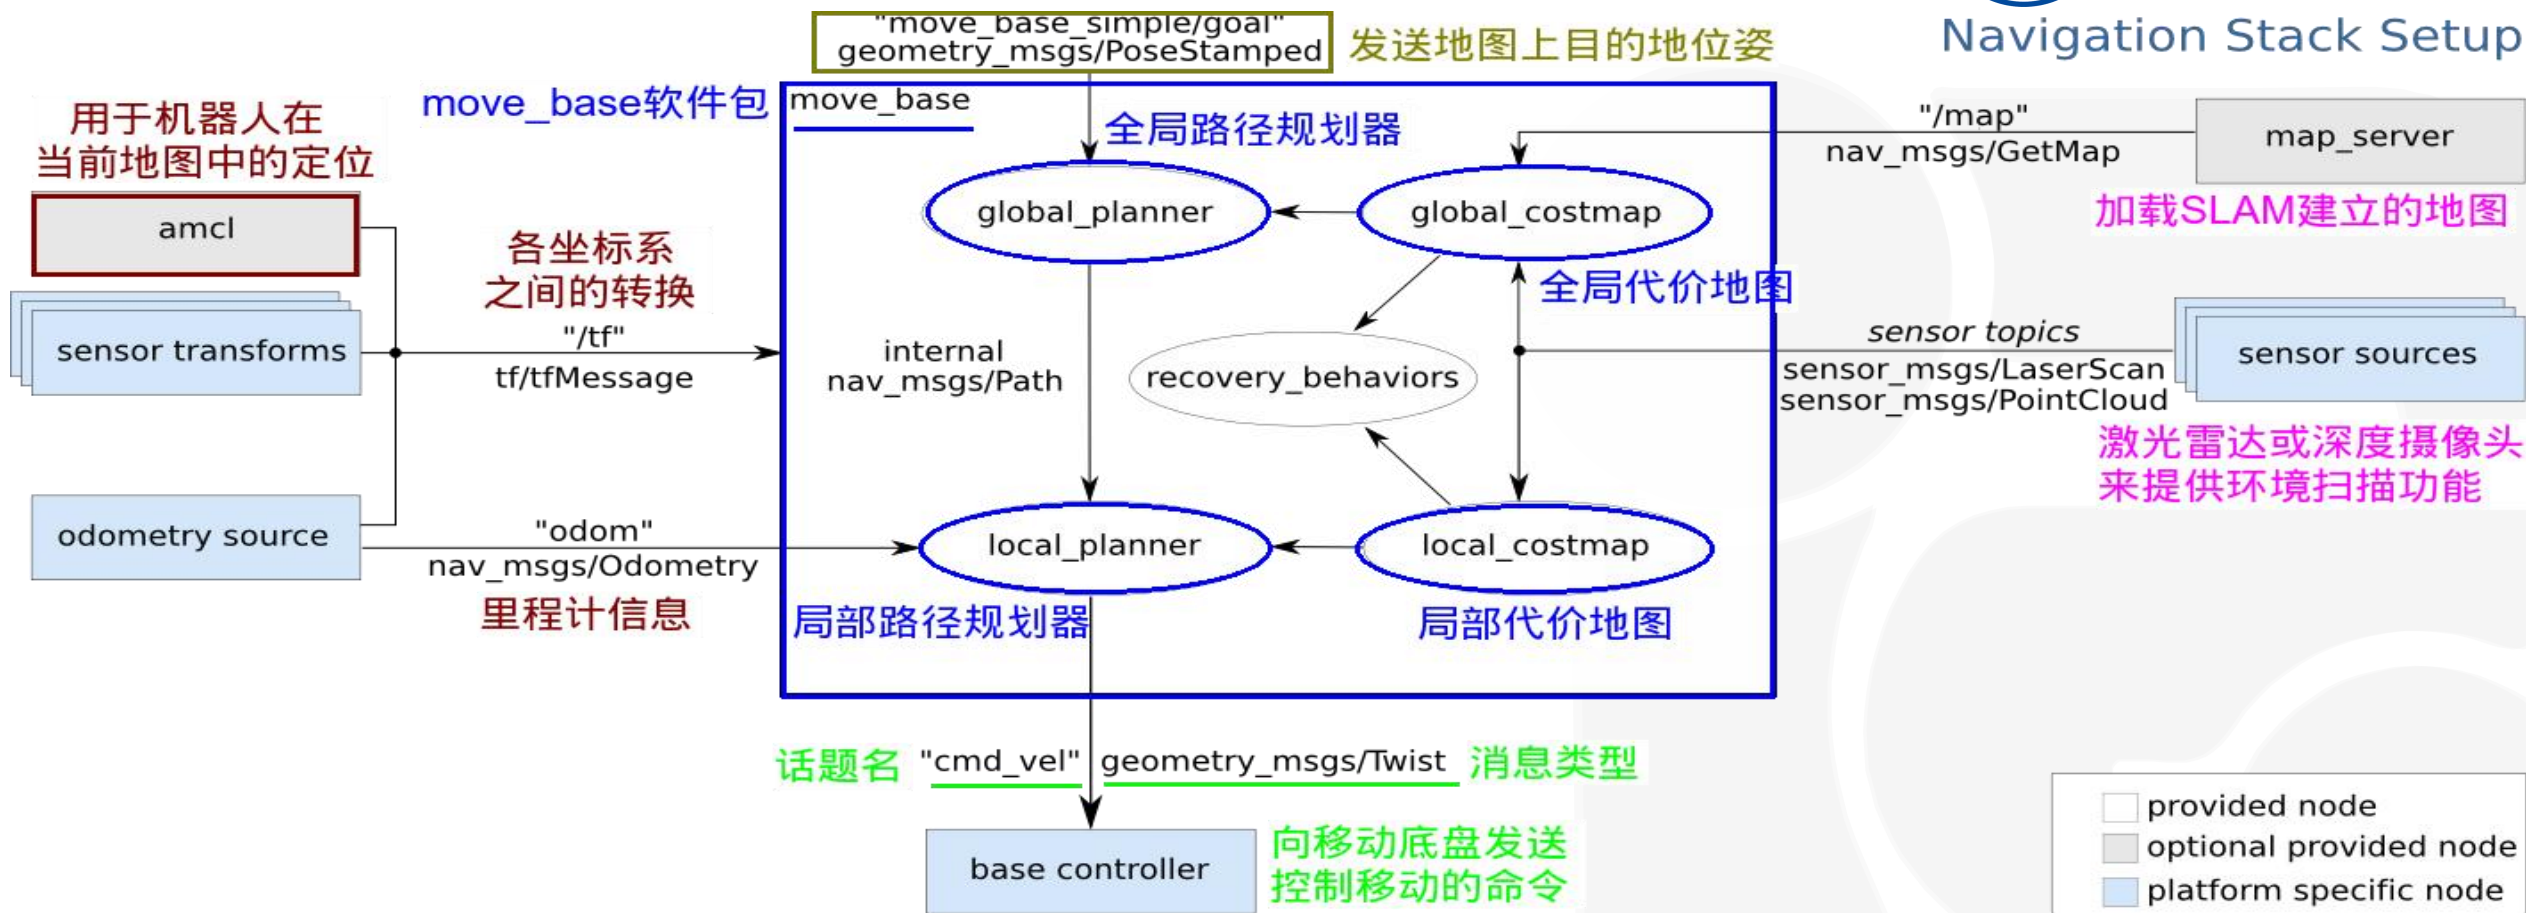 "move_base_simple/goal"
geometry_msgs/PoseStamped
发送地图上目的地位姿
Navigation Stack Setup
move_base软件包
move_base
用于机器人在
当前地图中的定位
全局路径规划器
"/map"
nav_msgs/GetMap
map_server
加载SLAM建立的地图
amcl
global_planner
global_costmap
各坐标系
之间的转换
全局代价地图
"/tf"
tf/tfMessage
sensor transforms
internal
nav_msgs/Path
recovery_behaviors
sensor topics
sensor_msgs/LaserScan
sensor_msgs/PointCloud
sensor sources
激光雷达或深度摄像头
来提供环境扫描功能
odometry source
"odom"
nav_msgs/Odometry
里程计信息
local_planner
local_costmap
局部路径规划器
局部代价地图
话题名
"cmd_vel"
geometry_msgs/Twist
消息类型
base controller
向移动底盘发送
控制移动的命令
provided node
optional provided node
platform specific node